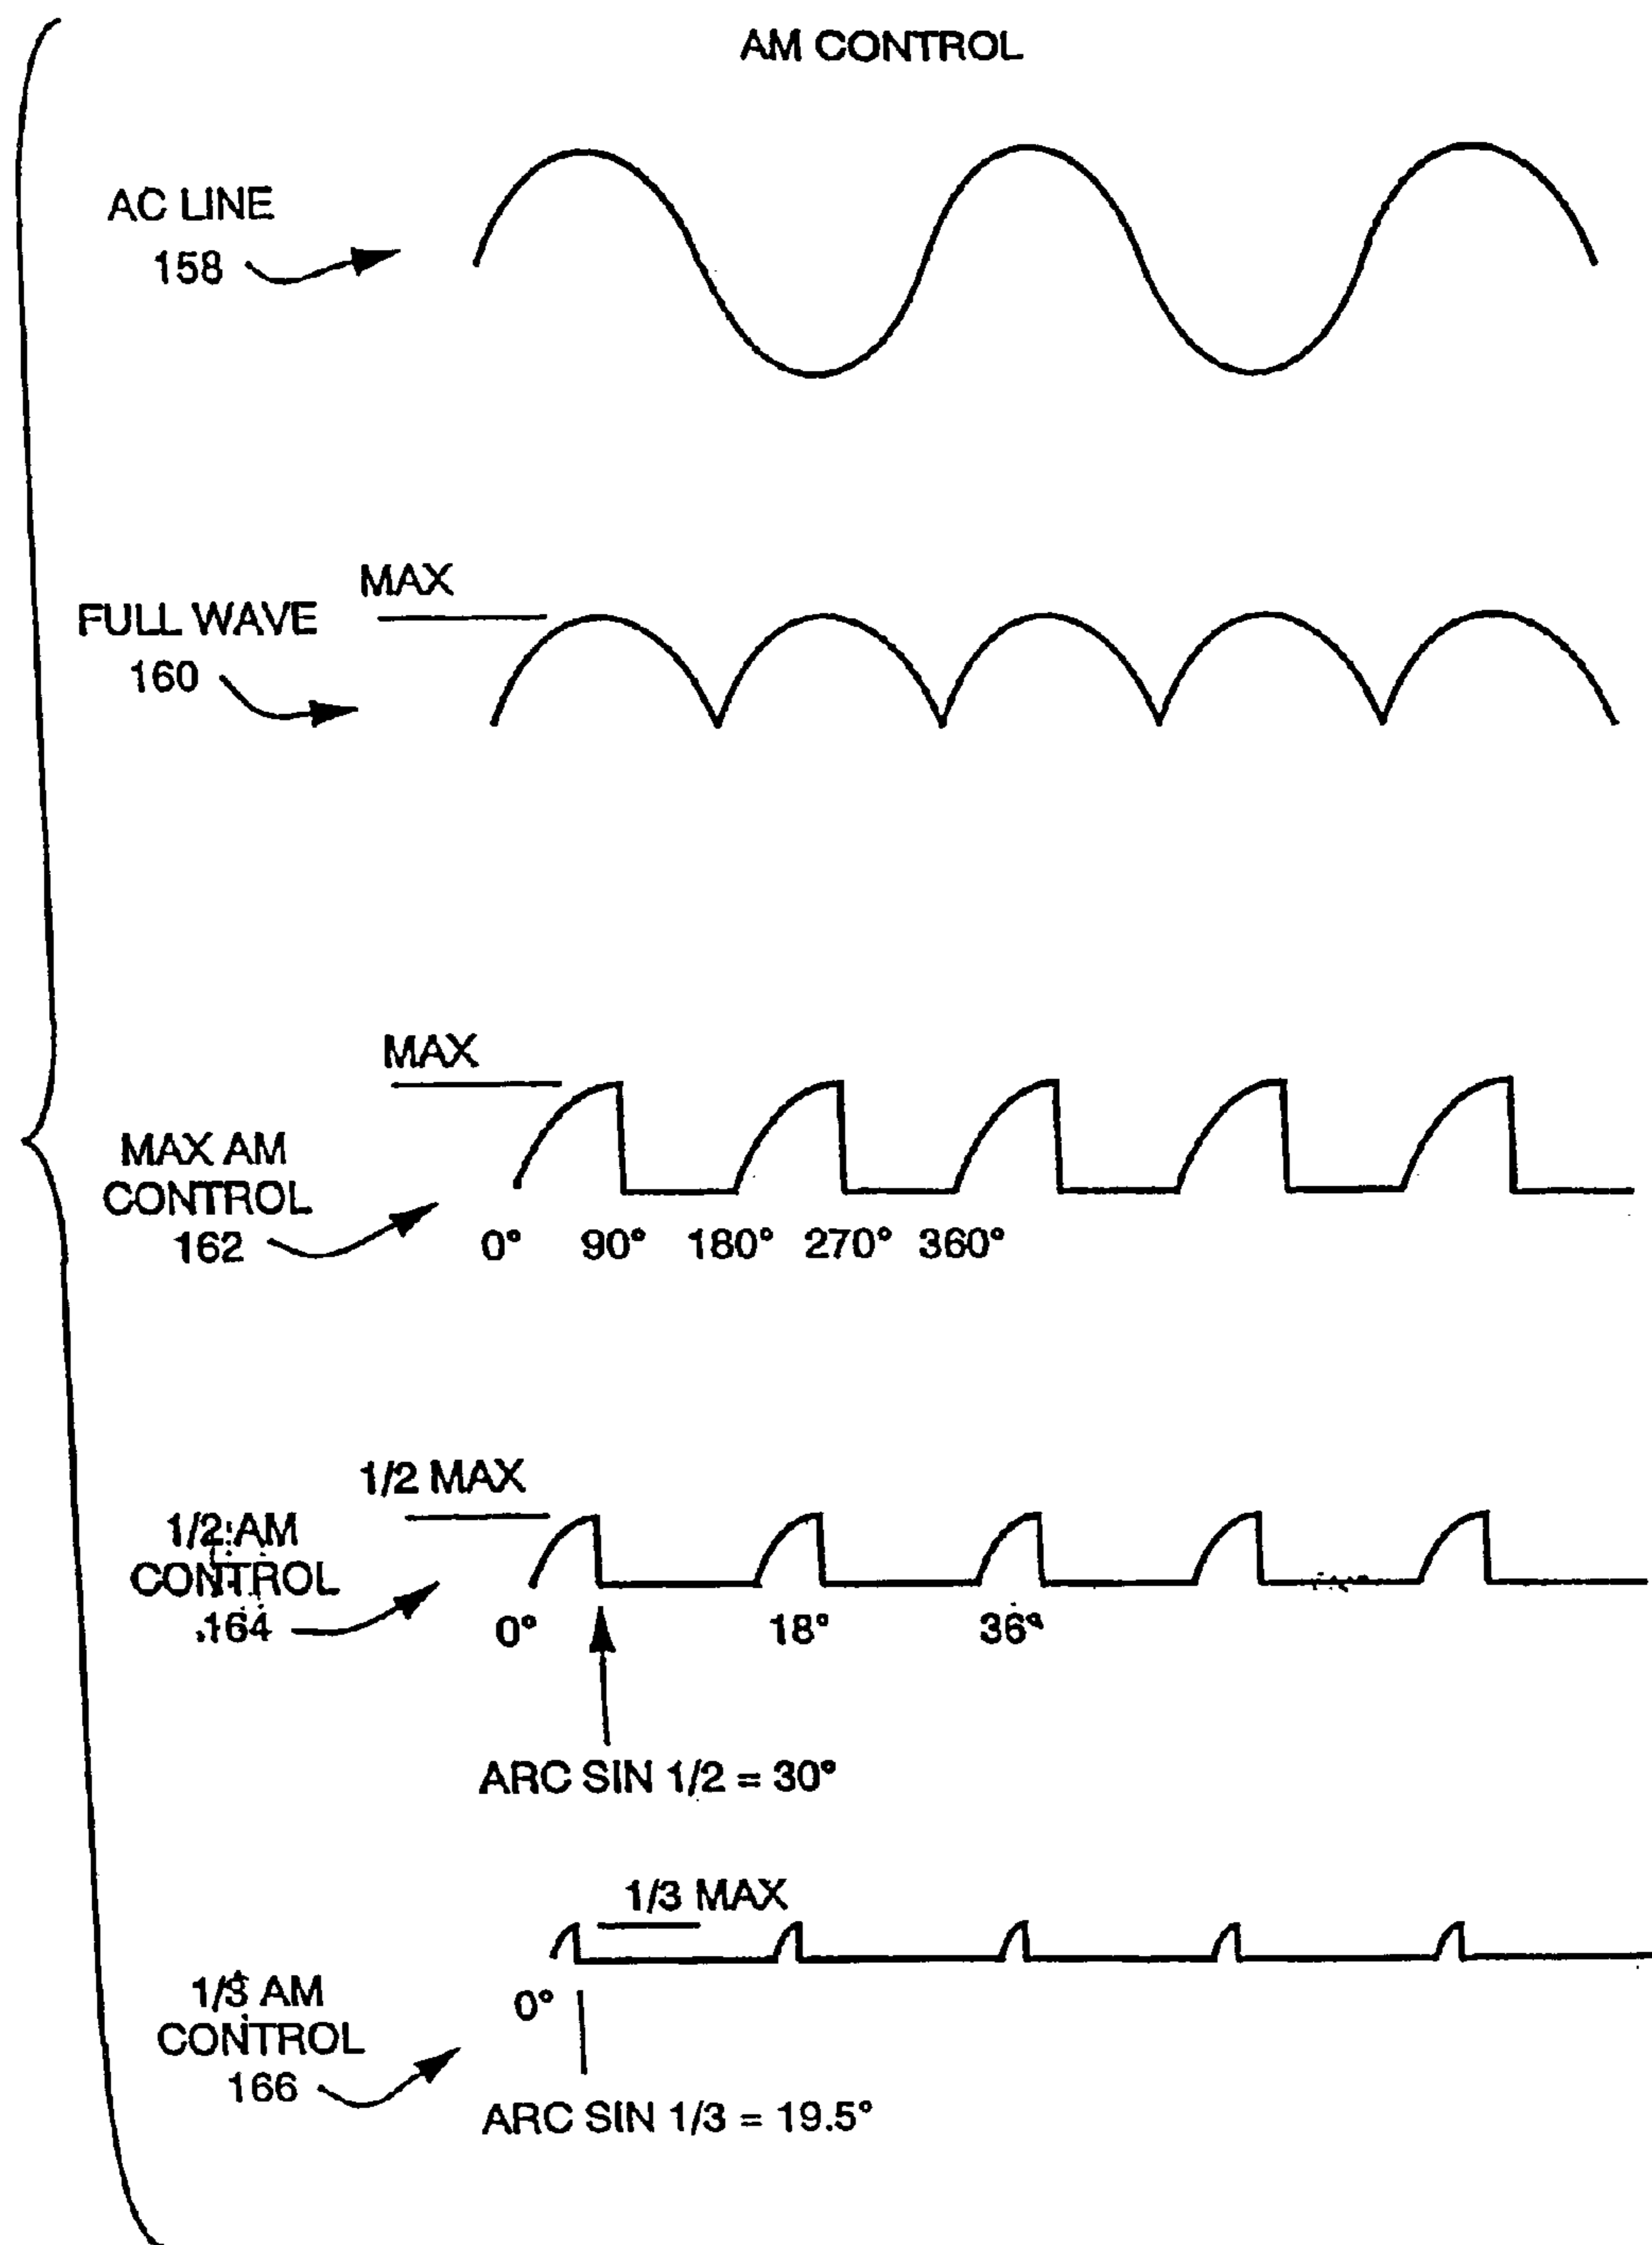 AM CONTROL
AC LINE
158
MAX
FULL WAVE
160
MAX
MAX AM
CONTROL
162
0° 90° 180° 270° 360°
1/2 MAX
1/2 AM
CONTROL
164
0° 18° 36°
ARC SIN 1/2 = 30°
1/3 MAX
1/3 AM
CONTROL
166
0°
ARC SIN 1/3 = 19.5°